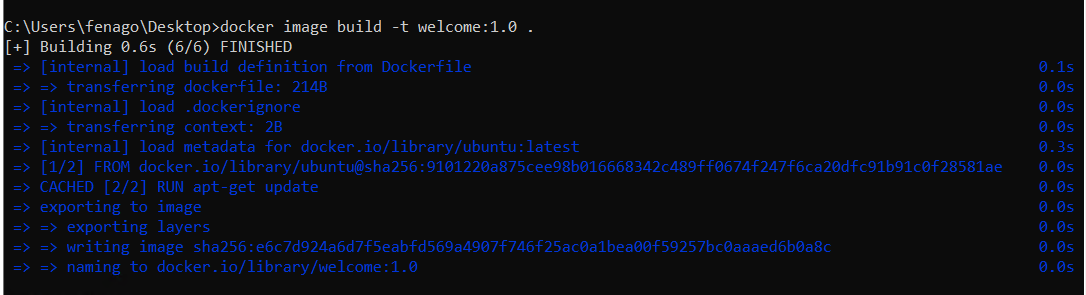 C:\Users\fenago\Desktop>docker image build -t welcome:1.0 .
[+] Building 0.6s (6/6) FINISHED
=> [internal] load build definition from Dockerfile 0.1s
=> => transferring dockerfile: 214B 0.0s
=> [internal] load .dockerignore 0.0s
=> => transferring context: 2B 0.0s
=> [internal] load metadata for docker.io/library/ubuntu:latest 0.3s
=> [1/2] FROM docker.io/library/ubuntu@sha256:9101220a875cee98b016668342c489ff0674f247f6ca20dfc91b91c0f28581ae 0.0s
=> CACHED [2/2] RUN apt-get update 0.0s
=> exporting to image 0.0s
=> => exporting layers 0.0s
=> => writing image sha256:e6c7d924a6d7f5eabfd569a4907f746f25ac0a1bea00f59257bc0aaaed6b0a8c 0.0s
=> => naming to docker.io/library/welcome:1.0 0.0s